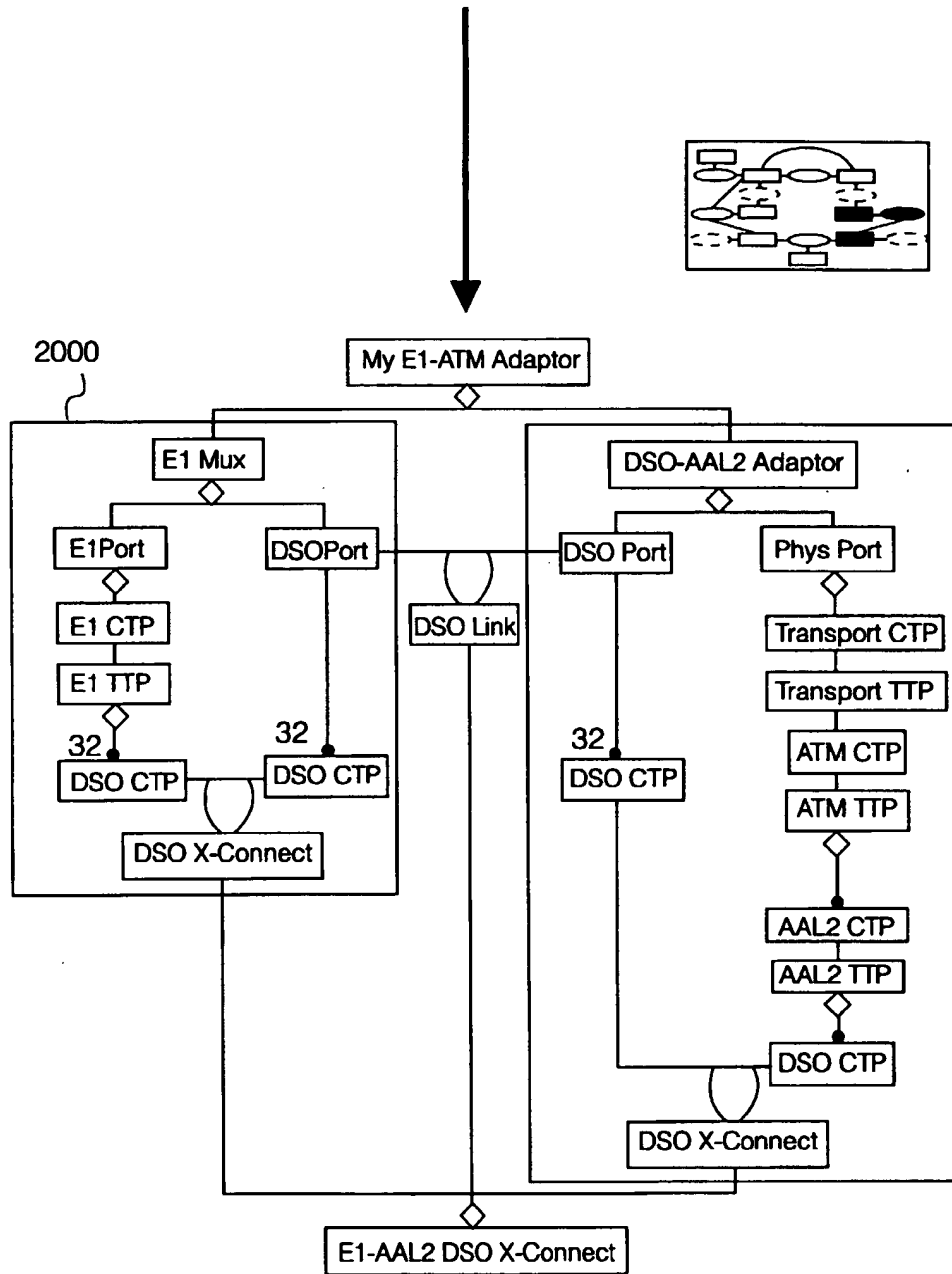 2000
My E1-ATM Adaptor
E1 Mux
DSO-AAL2 Adaptor
E1Port
DSOPort
DSO Port
Phys Port
E1 CTP
DSO Link
Transport CTP
E1 TTP
Transport TTP
32
32
32
ATM CTP
DSO CTP
DSO CTP
DSO CTP
ATM TTP
DSO X-Connect
AAL2 CTP
AAL2 TTP
DSO CTP
DSO X-Connect
E1-AAL2 DSO X-Connect